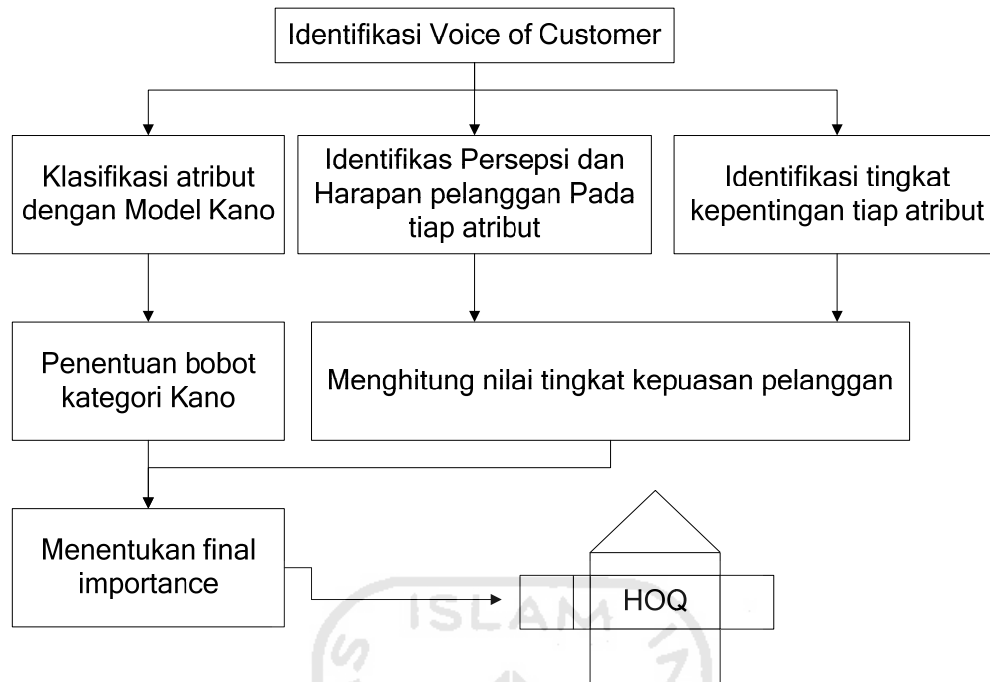 Identifikasi Voice of Customer
Klasifikasi atribut
dengan Model Kano
Identifikas Persepsi dan
Harapan pelanggan Pada
tiap atribut
Identifikasi tingkat
kepentingan tiap atribut
Penentuan bobot
kategori Kano
Menghitung nilai tingkat kepuasan pelanggan
Menentukan final
importance
HOQ
ISLAM